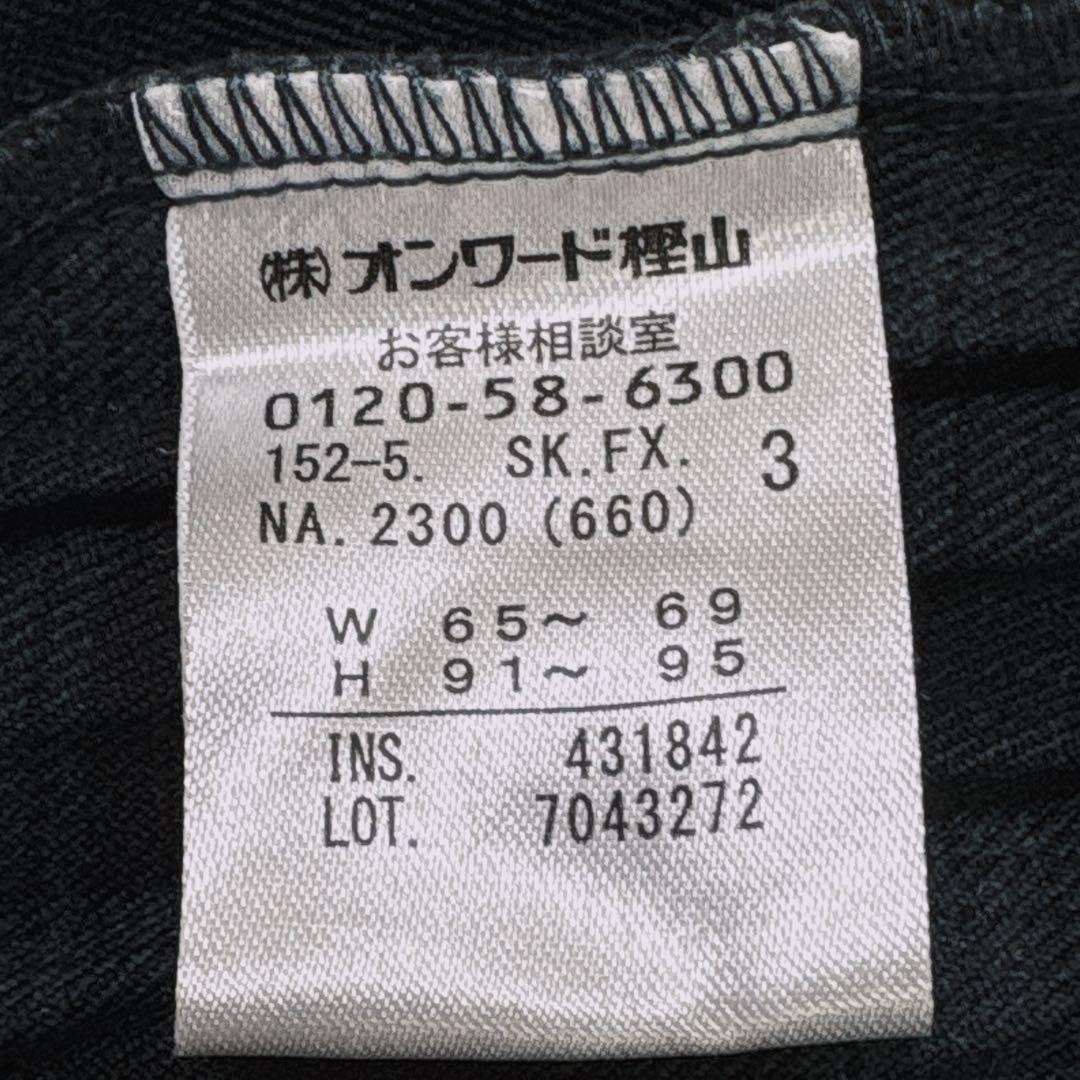 (株)オンワード樫山
お客様相談室
0120-58-6300
152-5. SK.FX. 3
NA. 2300 (660)
W 65~ 69
H 91~ 95
INS. 431842
LOT. 7043272